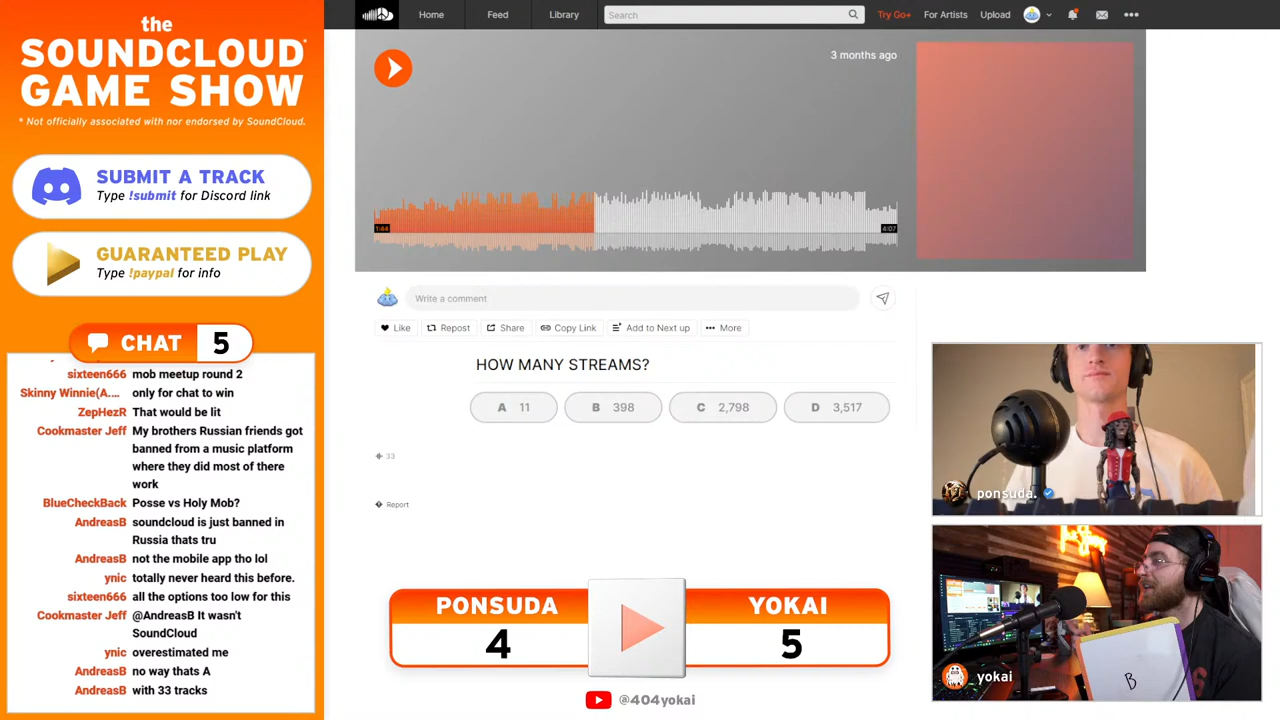 the
SOUNDCLOUD
GAME SHOW
* Not officially associated with nor endorsed by SoundCloud.
SUBMIT A TRACK
Type !submit for Discord link
GUARANTEED PLAY
Type !paypal for info
CHAT 5
sixteen666 mob meetup round 2
Skinny Winnie(A.... only for chat to win
ZepHezR That would be lit
Cookmaster Jeff My brothers Russian friends got
banned from a music platform
where they did most of there
work
BlueCheckBack Posse vs Holy Mob?
AndreasB soundcloud is just banned in
Russia thats tru
AndreasB not the mobile app tho lol
ynic totally never heard this before.
sixteen666 all the options too low for this
Cookmaster Jeff @AndreasB It wasn't
SoundCloud
ynic overestimated me
AndreasB no way thats A
AndreasB with 33 tracks
Home Feed Library Search Try Go+ For Artists Upload
3 months ago
1:44 4:07
Write a comment
Like Repost Share Copy Link Add to Next up More
HOW MANY STREAMS?
A 11 B 398 C 2,798 D 3,517
33
Report
ponsuda.
yokai
B
PONSUDA YOKAI
4 5
@404yokai